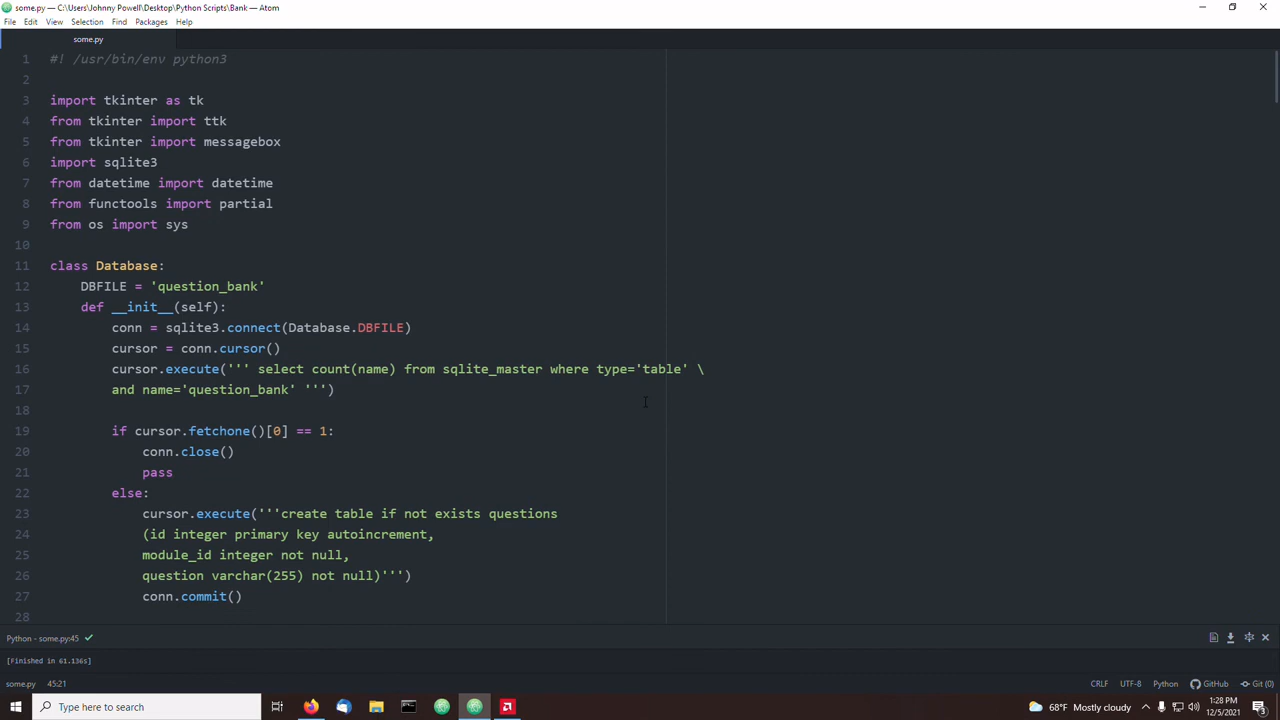 some.py — C:\Users\Johnny Powell\Desktop\Python Scripts\Bank — Atom
File Edit View Selection Find Packages Help
some.py
1 #! /usr/bin/env python3
2
3 import tkinter as tk
4 from tkinter import ttk
5 from tkinter import messagebox
6 import sqlite3
7 from datetime import datetime
8 from functools import partial
9 from os import sys
10
11 class Database:
12     DBFILE = 'question_bank'
13     def __init__(self):
14         conn = sqlite3.connect(Database.DBFILE)
15         cursor = conn.cursor()
16         cursor.execute(''' select count(name) from sqlite_master where type='table' \
17         and name='question_bank' ''')
18
19         if cursor.fetchone()[0] == 1:
20             conn.close()
21             pass
22         else:
23             cursor.execute('''create table if not exists questions
24             (id integer primary key autoincrement,
25             module_id integer not null,
26             question varchar(255) not null)''')
27             conn.commit()
28
Python - some.py:45
[Finished in 61.136s]
some.py 45:21 CRLF UTF-8 Python GitHub Git (0)
Type here to search 68°F Mostly cloudy 1:28 PM
12/5/2021 3